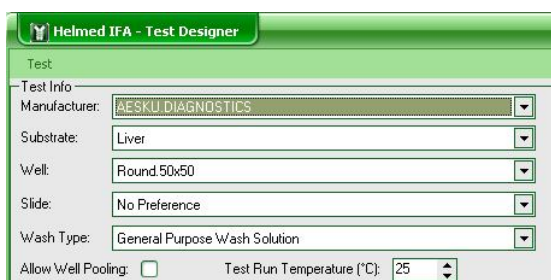 Helmed IFA - Test Designer
Test
Test Info
Manufacturer: AESKU.DIAGNOSTICS
Substrate: Liver
Well: Round.50x50
Slide: No Preference
Wash Type: General Purpose Wash Solution
Allow Well Pooling: Test Run Temperature (°C): 25